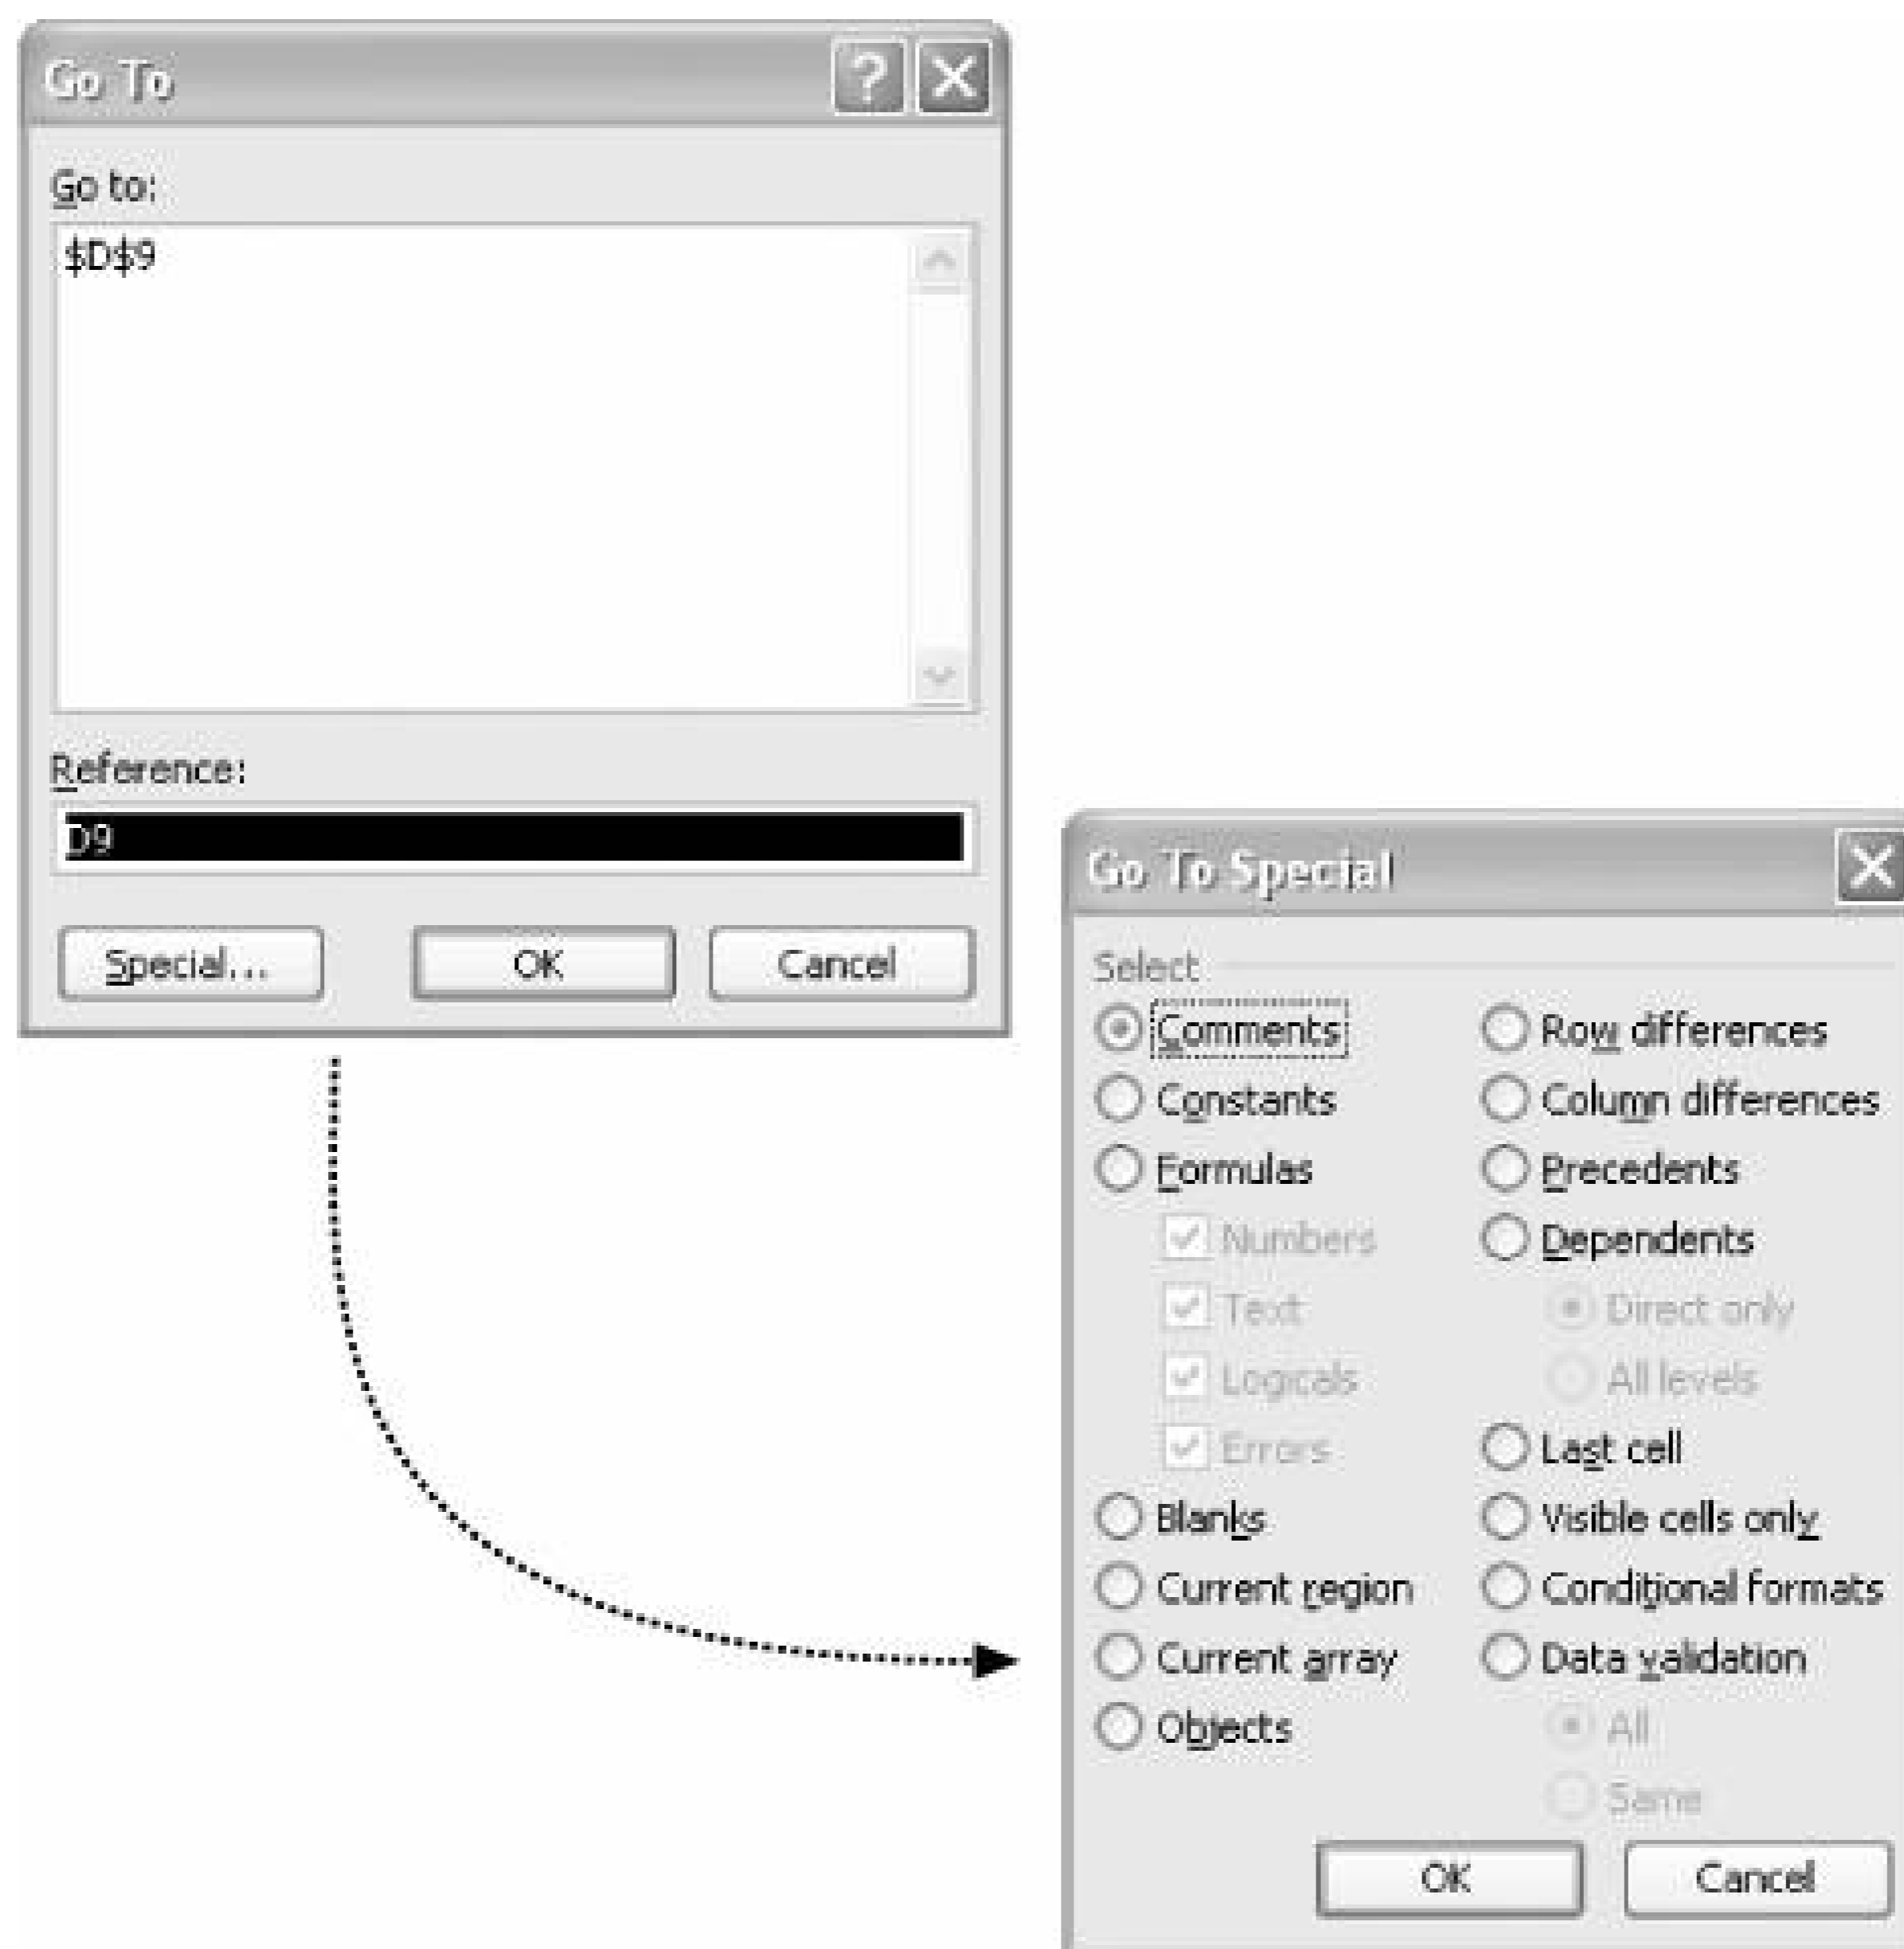 Go To
Go to:
$D$9
Reference:
D9
Special...
OK
Cancel
Go To Special
Select
Comments
Constants
Formulas
Numbers
Text
Logicals
Errors
Blanks
Current region
Current array
Objects
Row differences
Column differences
Precedents
Dependents
Direct only
All levels
Last cell
Visible cells only
Conditional formats
Data validation
All
Same
OK
Cancel